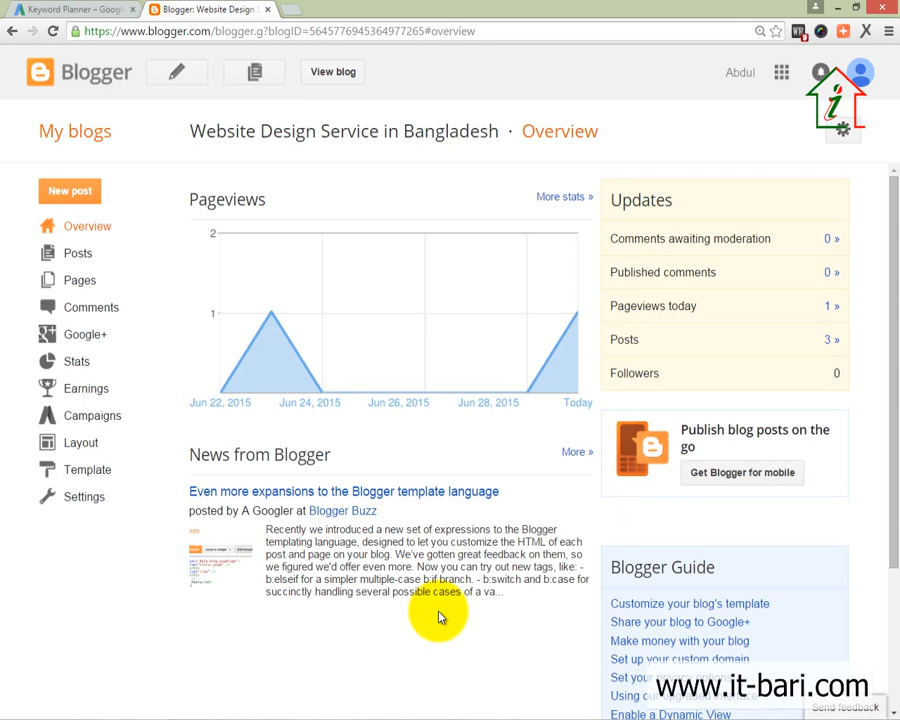 Keyword Planner – Googl
Blogger: Website Design
https://www.blogger.com/blogger.g?blogID=5645776945364977265#overview
Blogger
View blog
Abdul
i
My blogs
Website Design Service in Bangladesh · Overview
New post
Overview
Posts
Pages
Comments
Google+
Stats
Earnings
Campaigns
Layout
Template
Settings
Pageviews
More stats »
2
1
Jun 22, 2015 Jun 24, 2015 Jun 26, 2015 Jun 28, 2015 Today
News from Blogger
More »
Even more expansions to the Blogger template language
posted by A Googler at Blogger Buzz
Recently we introduced a new set of expressions to the Blogger
templating language, designed to let you customize the HTML of each
post and page on your blog. We've gotten great feedback on them, so
we figured we'd offer even more. Now you can try out new tags, like: -
b:elseif for a simpler multiple-case b:if branch. - b:switch and b:case for
succinctly handling several possible cases of a va...
Updates
Comments awaiting moderation 0 »
Published comments 0 »
Pageviews today 1 »
Posts 3 »
Followers 0
Publish blog posts on the
go
Get Blogger for mobile
Blogger Guide
Customize your blog's template
Share your blog to Google+
Make money with your blog
Set up your custom domain
Set your privacy options
Using our
Enable a Dynamic View
www.it-bari.com
Send feedback